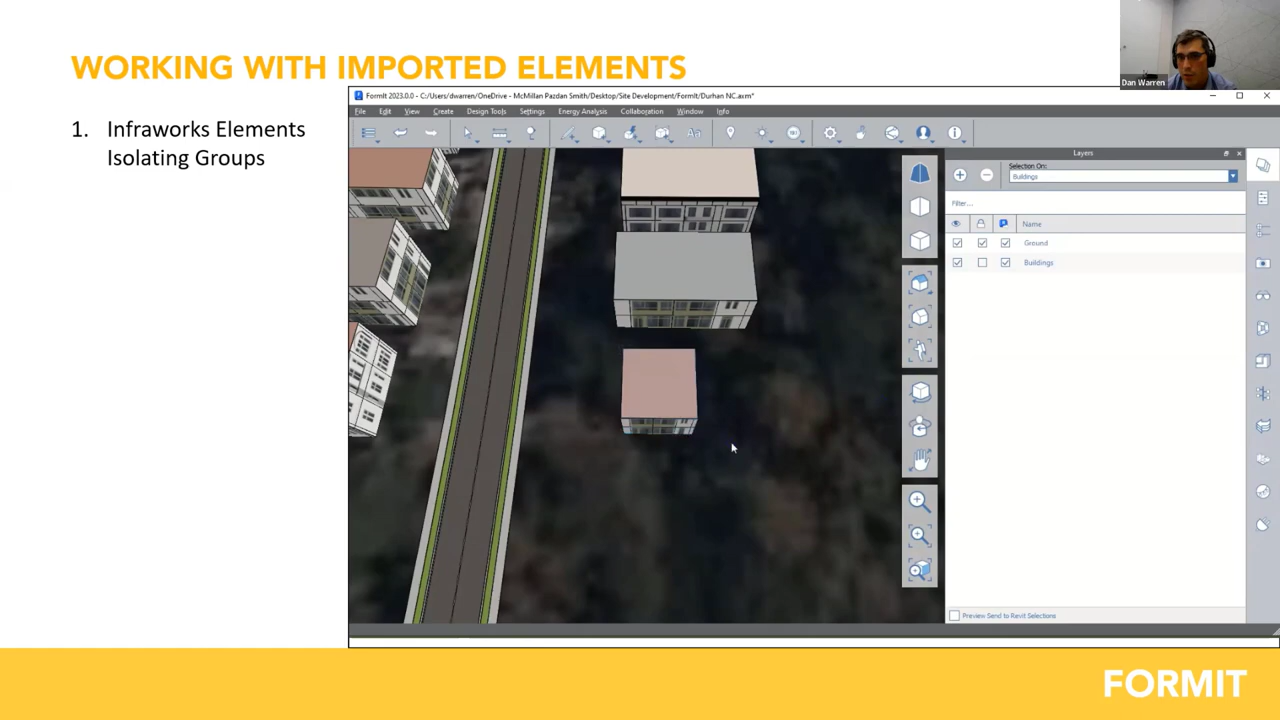 WORKING WITH IMPORTED ELEMENTS
Dan Warren
1. Infraworks Elements
Isolating Groups
FormIt 2023.0.0 - C:/Users/dwarren/OneDrive - McMillan Pazdan Smith/Desktop/Site Development/FormIt/Durhan NC.axm*
File Edit View Create Design Tools Settings Energy Analysis Collaboration Window Info
Aa
Layers
Selection On:
Buildings
Filter...
Name
Ground
Buildings
Preview Send to Revit Selections
FORMIT